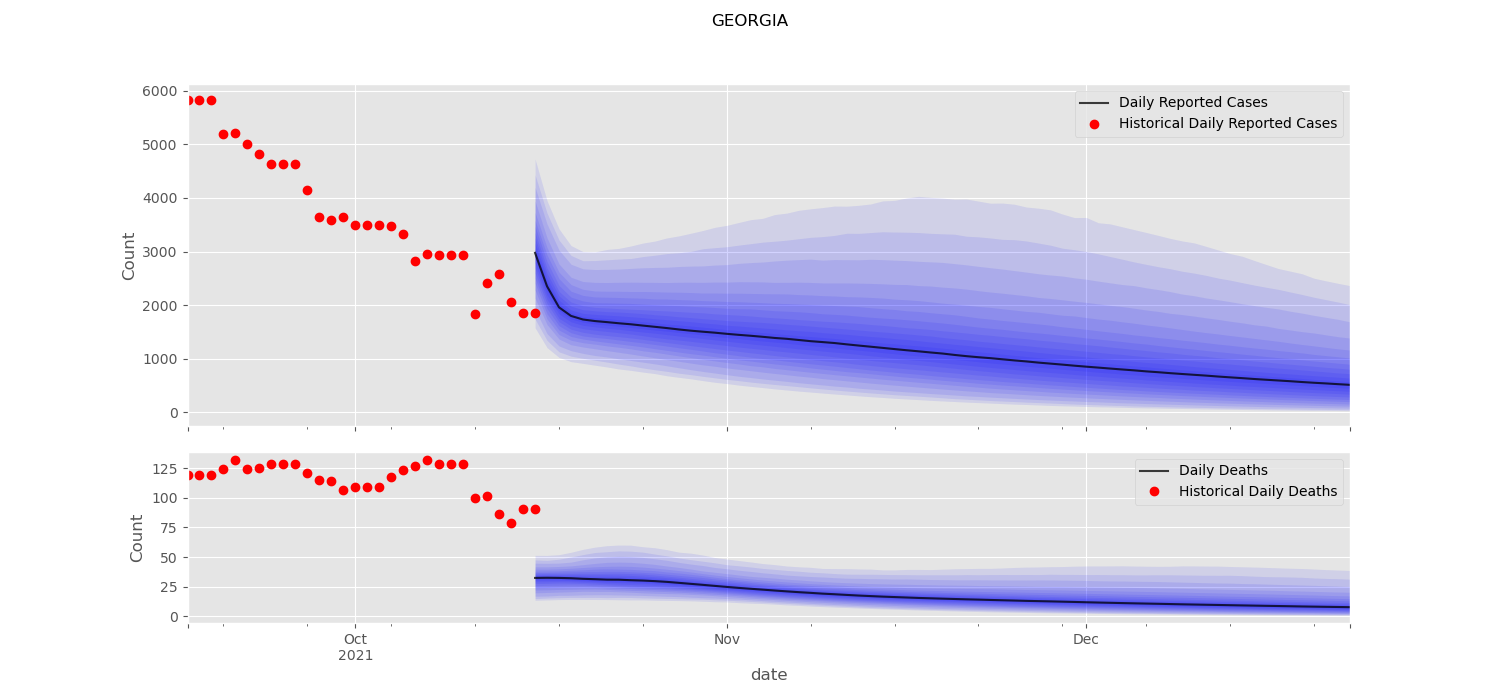 GEORGIA
6000
5000
4000
3000
2000
1000
0
Count
Daily Reported Cases
Historical Daily Reported Cases
125
100
75
50
25
0
Count
Daily Deaths
Historical Daily Deaths
Oct
2021
Nov
Dec
date